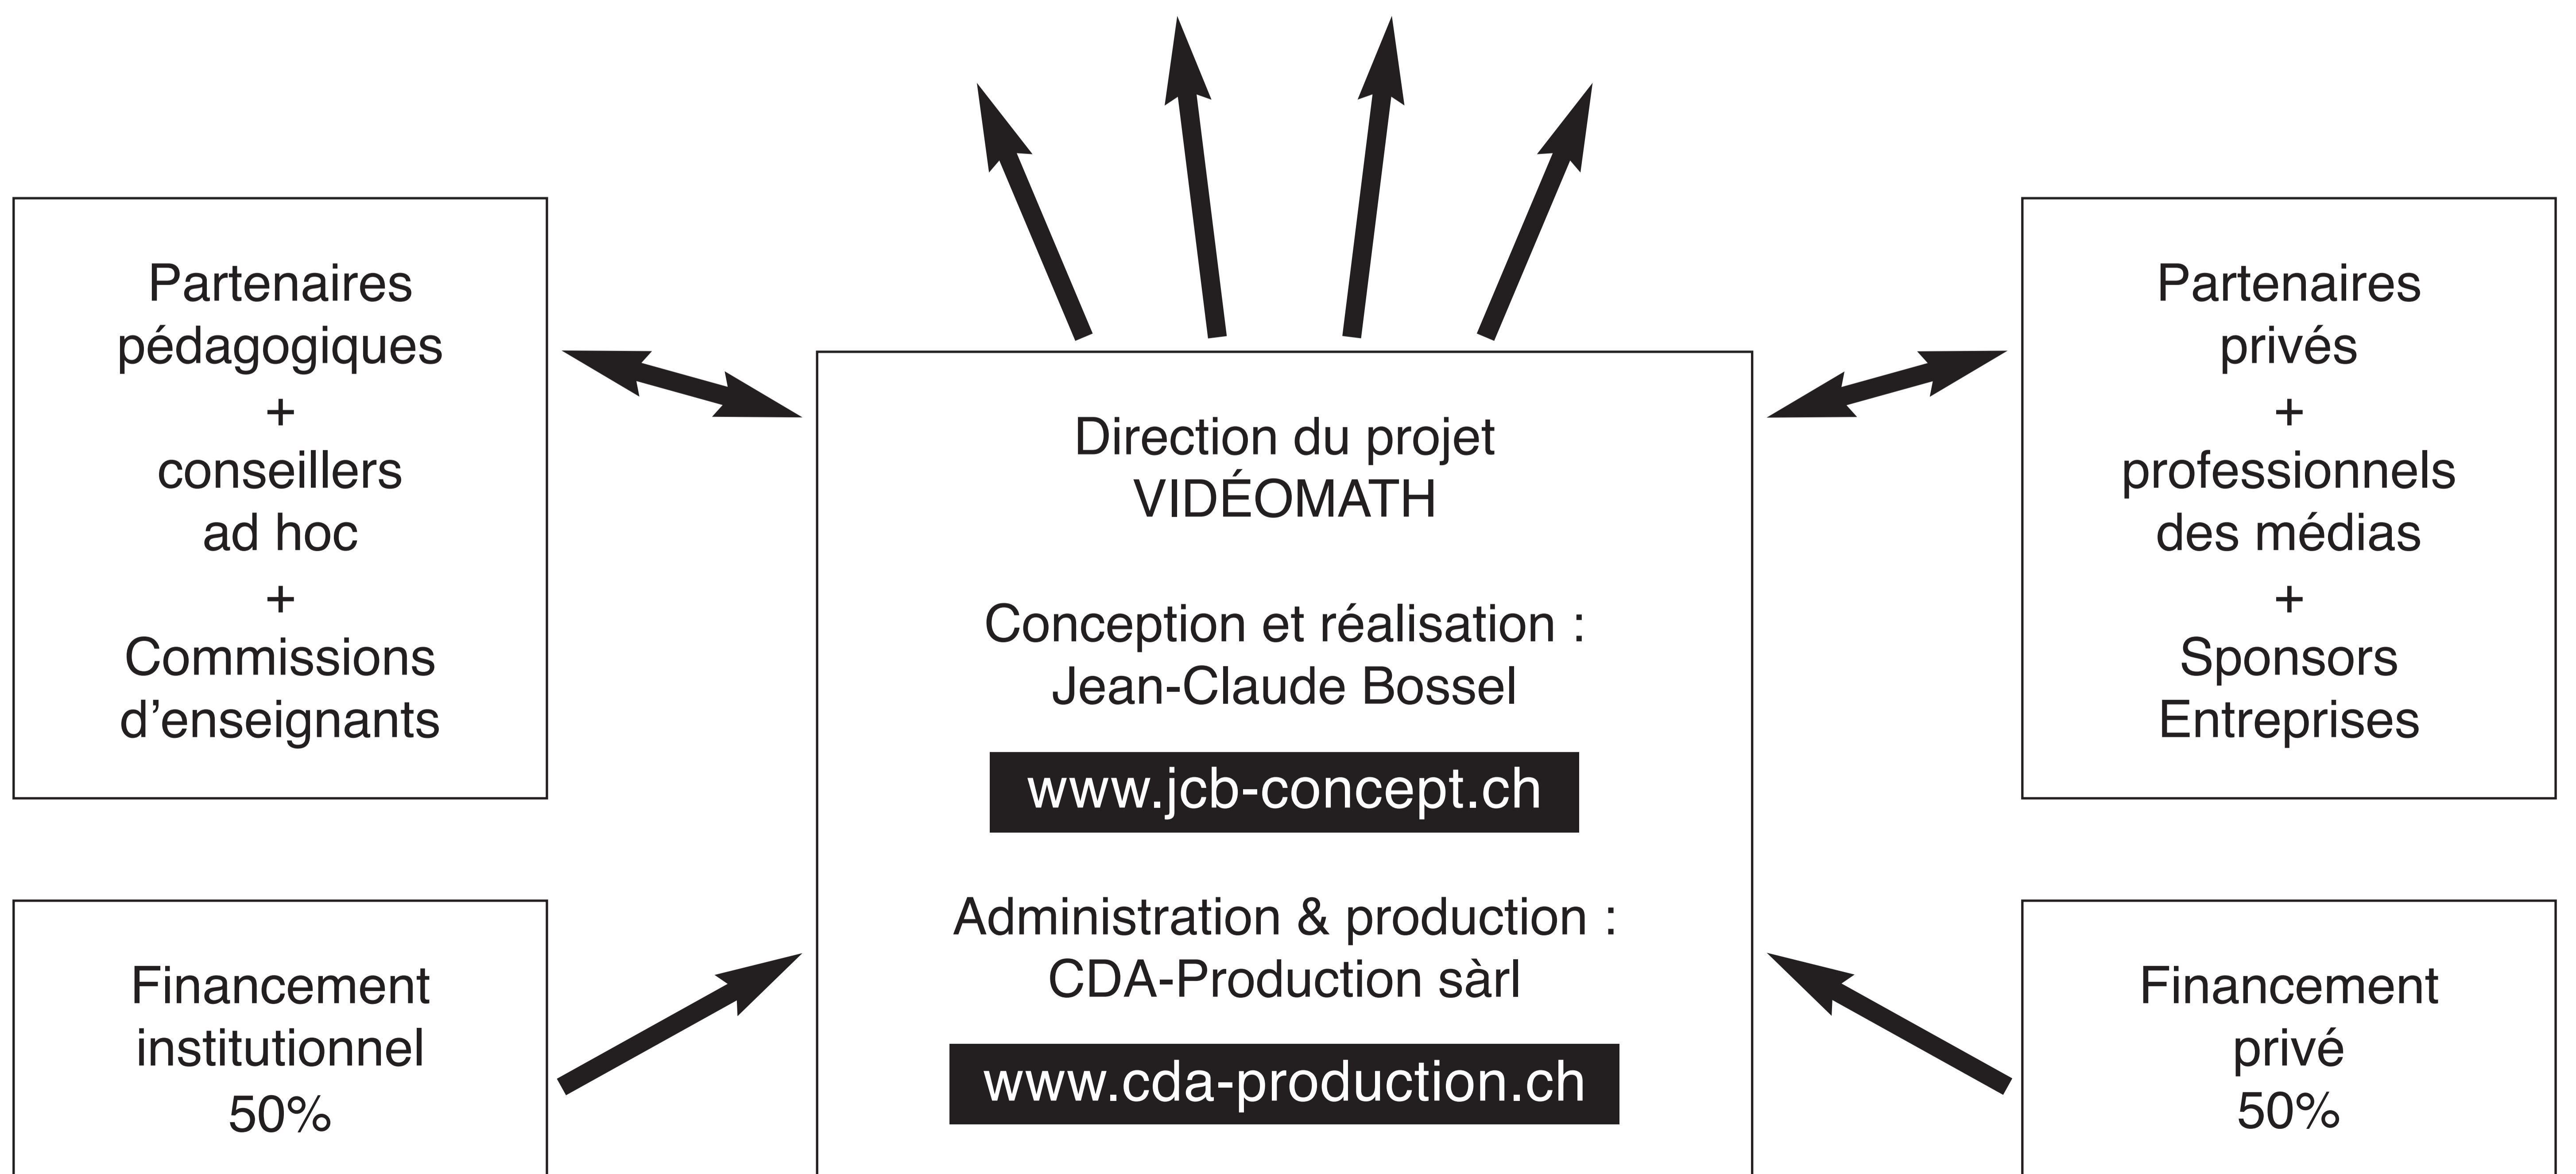 Partenaires
pédagogiques
+
conseillers
ad hoc
+
Commissions
d’enseignants
Financement
institutionnel
50%
Direction du projet
VIDÉOMATH
Conception et réalisation :
Jean-Claude Bossel
www.jcb-concept.ch
Administration & production :
CDA-Production sàrl
www.cda-production.ch
Partenaires
privés
+
professionnels
des médias
+
Sponsors
Entreprises
Financement
privé
50%